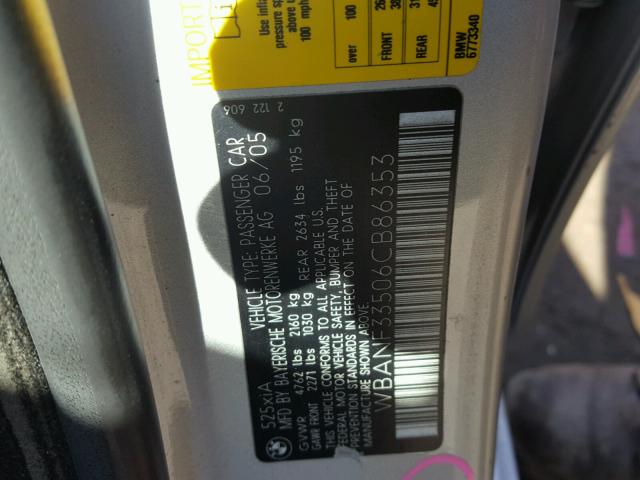 525xiA
VEHICLE TYPE: PASSENGER CAR
MFD BY BAYERISCHE MOTORENWERKE AG 06/05
GVWR 4762 lbs 2160 kg
GAWR FRONT 2271 lbs 1030 kg REAR 2634 lbs 1195 kg
THIS VEHICLE CONFORMS TO ALL APPLICABLE U.S.
FEDERAL MOTOR VEHICLE SAFETY, BUMPER AND THEFT
PREVENTION STANDARDS IN EFFECT ON THE DATE OF
MANUFACTURE SHOWN ABOVE.
WBANF33506CB86353
2 122 606
IMPORT
Use
pressure
above
100 mph
over 100
FRONT
REAR
BMW
6773340